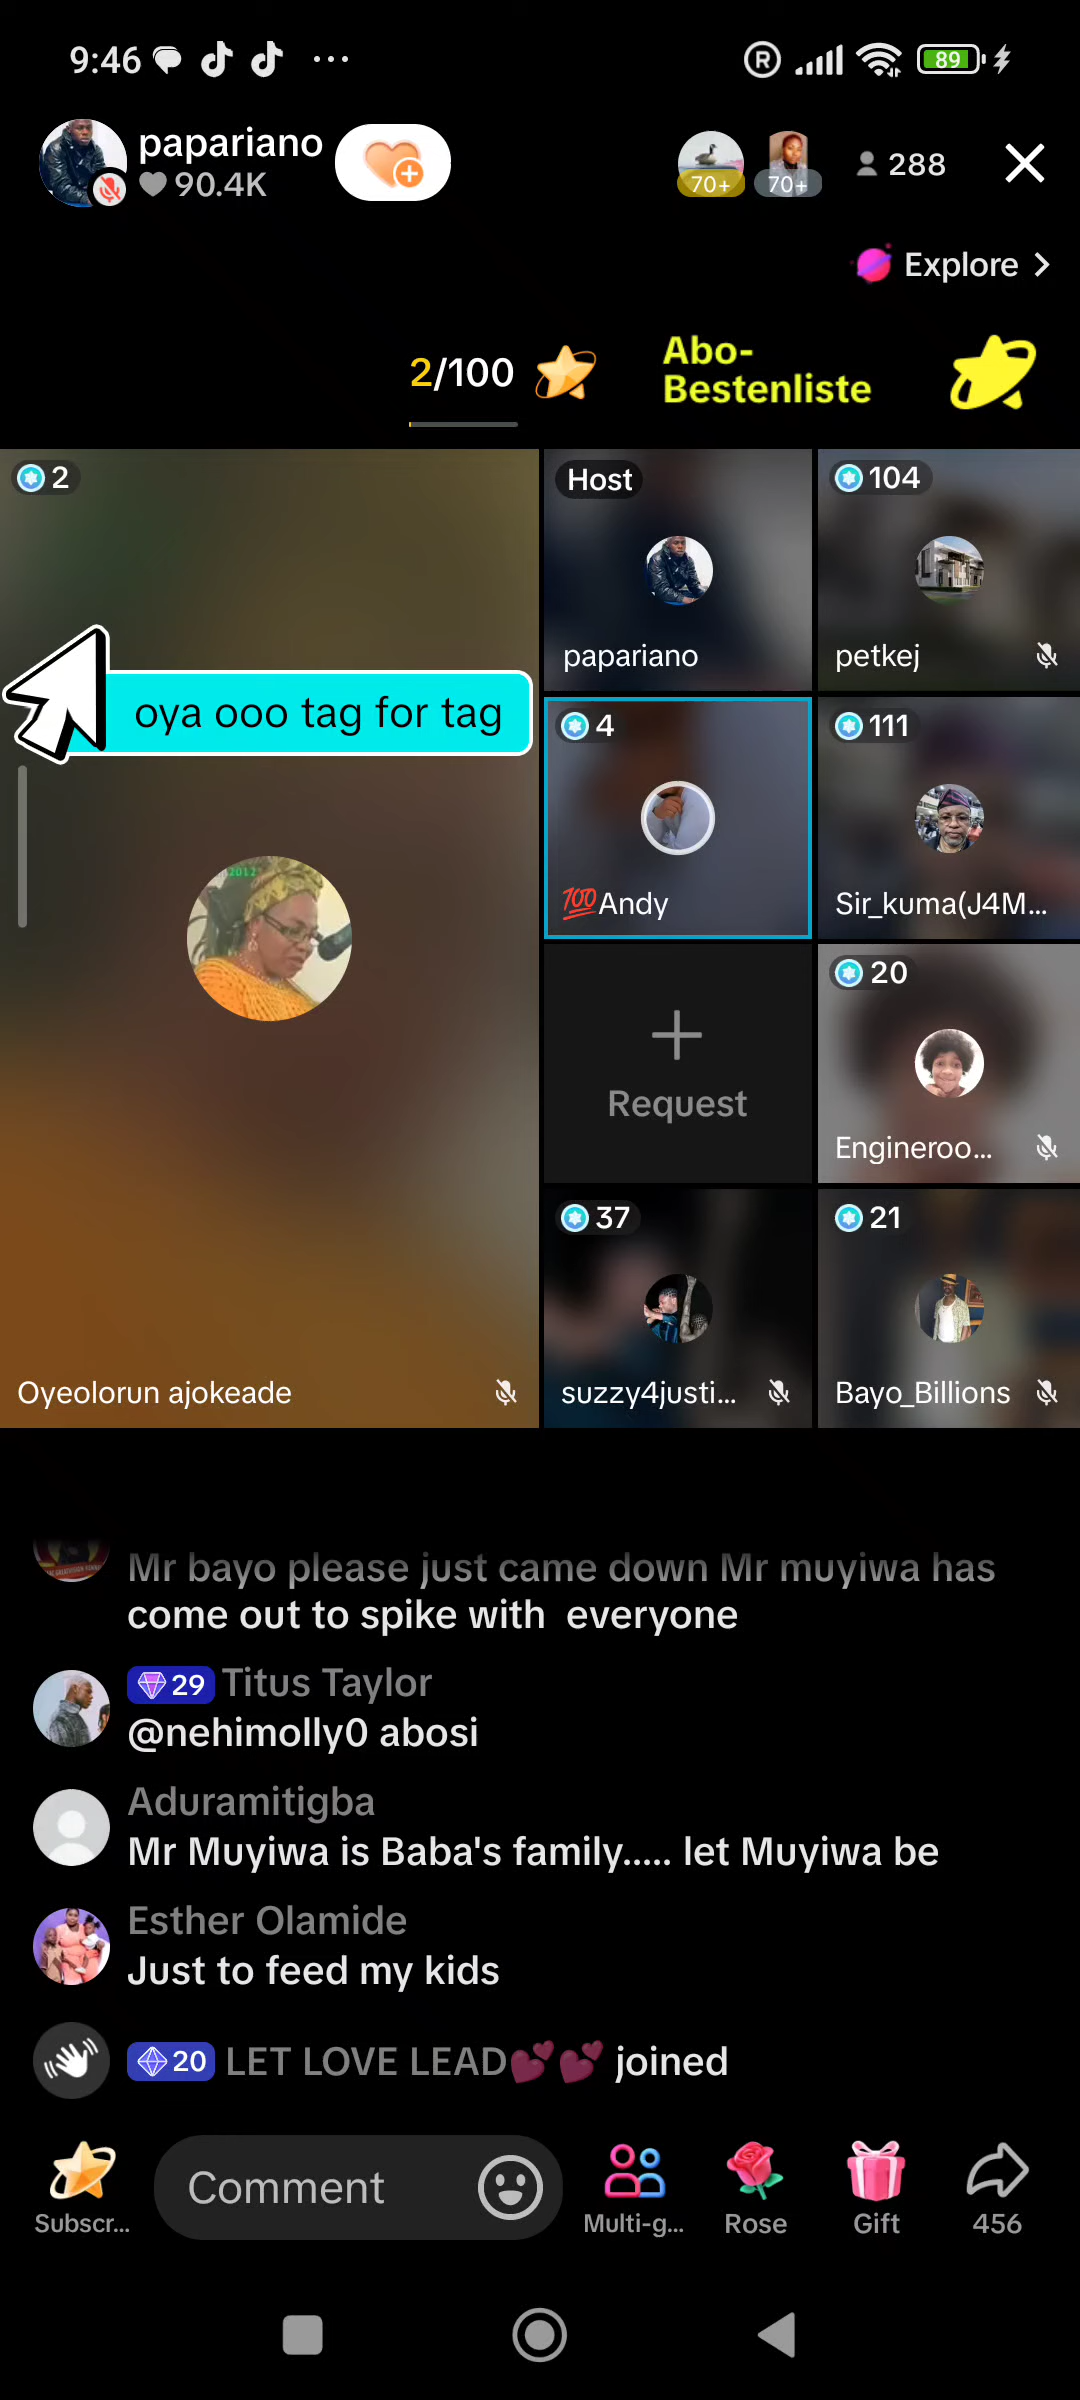 9:46
R
89
papariano
90.4K
70+
70+
288
Explore
2/100
Abo-
Bestenliste
2
Host
104
oya ooo tag for tag
papariano
petkej
4
111
2012
💯Andy
Sir_kuma(J4M...
20
Request
Engineroo...
37
21
Oyeolorun ajokeade
suzzy4justi...
Bayo_Billions
Mr bayo please just came down Mr muyiwa has
come out to spike with everyone
29 Titus Taylor
@nehimolly0 abosi
Aduramitigba
Mr Muyiwa is Baba's family..... let Muyiwa be
Esther Olamide
Just to feed my kids
20 LET LOVE LEAD💕💕 joined
Comment
Subscr...
Multi-g...
Rose
Gift
456